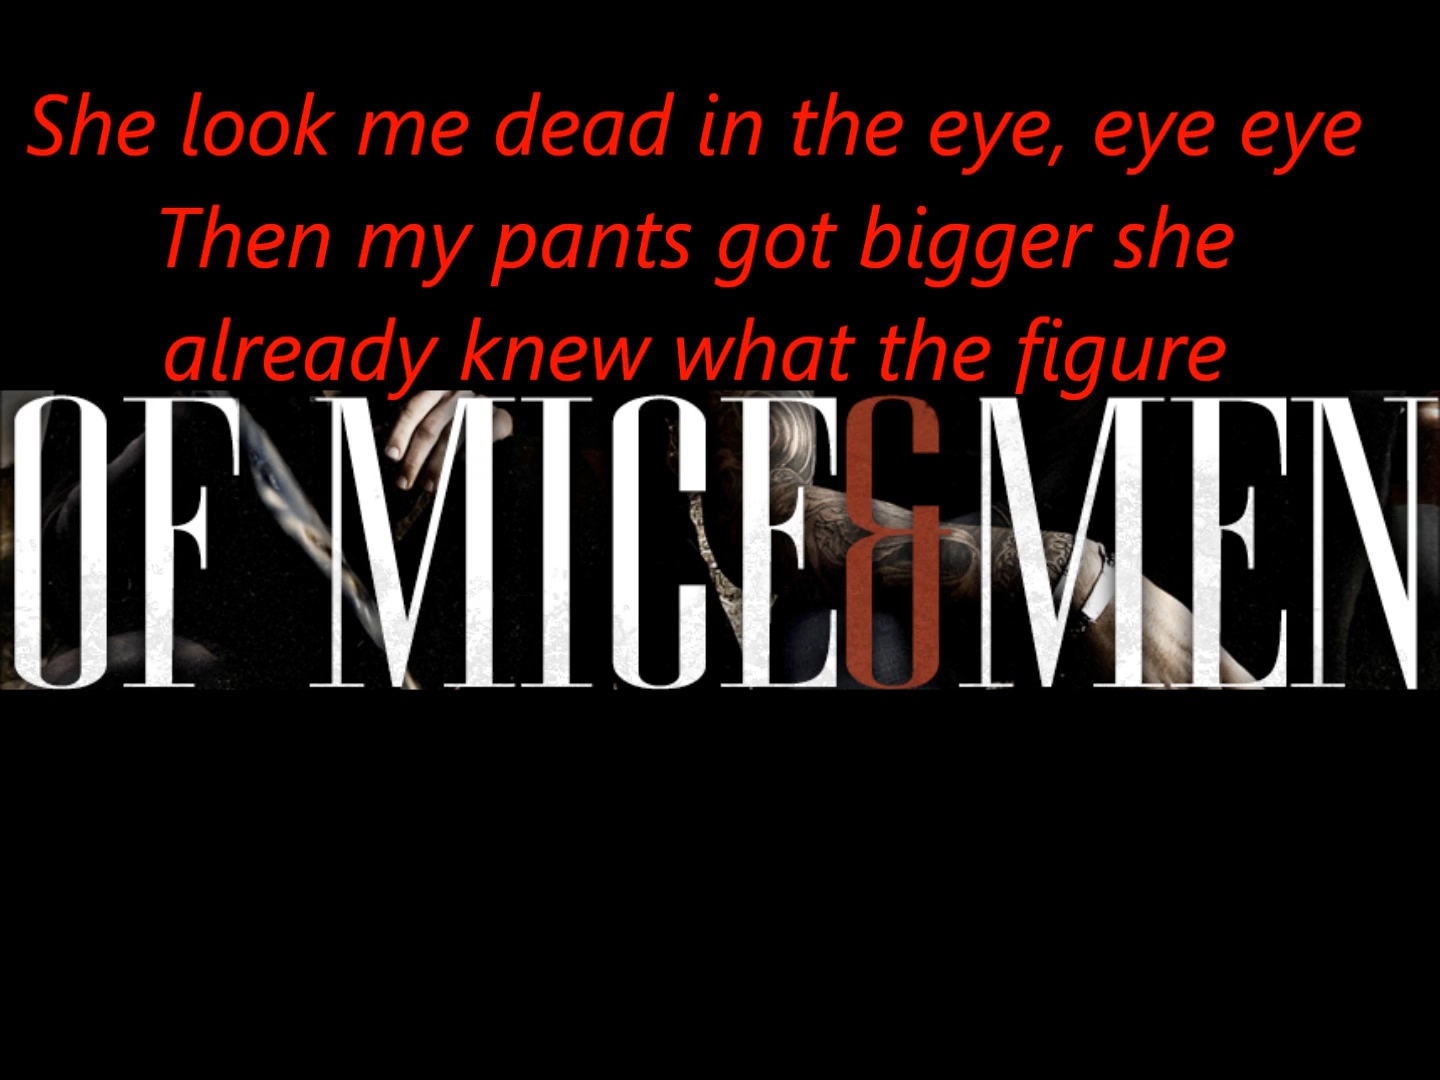 She look me dead in the eye, eye eye
Then my pants got bigger she
already knew what the figure
OF MICE & MEN